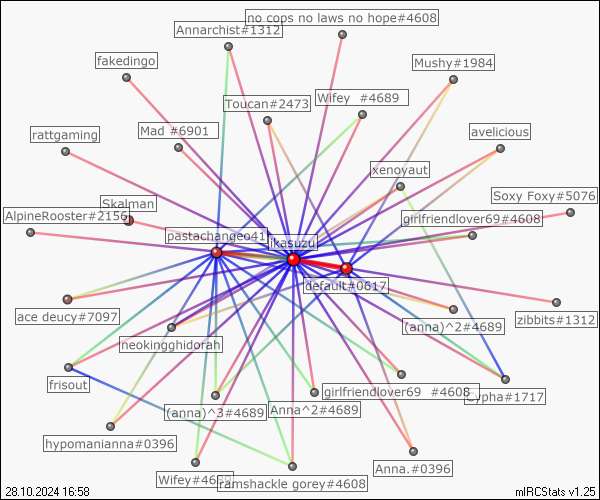 no cops no laws no hope#4608
Annarchist#1312
fakedingo
Mushy#1984
Toucan#2473
Wifey #4689
Mad #6901
rattgaming
avelicious
xenoyaut
Skalman
Soxy Foxy#5076
AlpineRooster#2156
girlfriendlover69#4608
pastachangeo41
ikasuzu
default#0617
ace deucy#7097
(anna)^2#4689
zibbits#1312
neokingghidorah
frisout
girlfriendlover69 #4608
Cypha#1717
(anna)^3#4689
Anna^2#4689
hypomanianna#0396
Anna.#0396
Wifey#4689
ramshackle gorey#4608
28.10.2024 16:58
mIRCStats v1.25